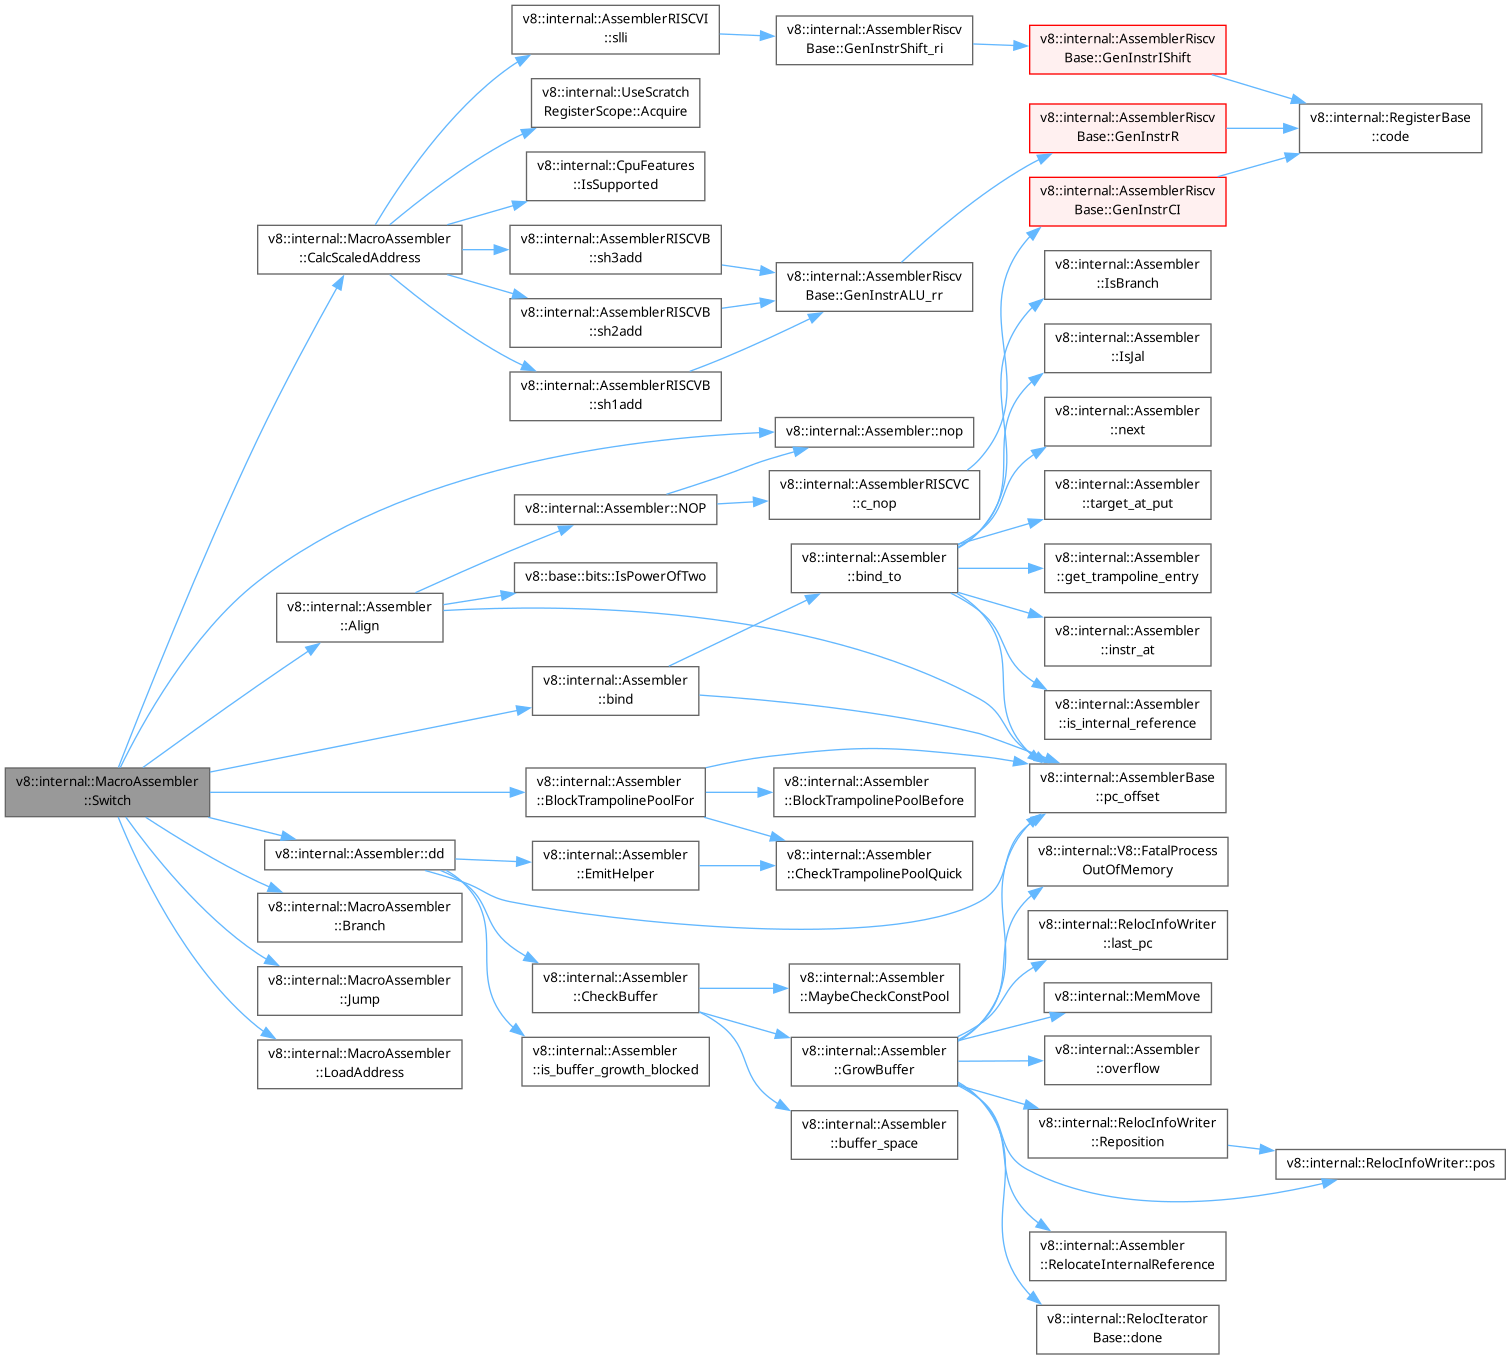 v8::internal::MacroAssembler
::Switch
v8::internal::MacroAssembler
::CalcScaledAddress
v8::internal::AssemblerRISCVI
::slli
v8::internal::AssemblerRiscv
Base::GenInstrShift_ri
v8::internal::AssemblerRiscv
Base::GenInstrIShift
v8::internal::RegisterBase
::code
v8::internal::UseScratch
RegisterScope::Acquire
v8::internal::CpuFeatures
::IsSupported
v8::internal::AssemblerRISCVB
::sh3add
v8::internal::AssemblerRiscv
Base::GenInstrALU_rr
v8::internal::AssemblerRiscv
Base::GenInstrR
v8::internal::AssemblerRISCVB
::sh2add
v8::internal::AssemblerRISCVB
::sh1add
v8::internal::Assembler::nop
v8::internal::Assembler
::Align
v8::internal::Assembler::NOP
v8::internal::AssemblerRISCVC
::c_nop
v8::internal::AssemblerRiscv
Base::GenInstrCI
v8::base::bits::IsPowerOfTwo
v8::internal::Assembler
::bind
v8::internal::Assembler
::bind_to
v8::internal::Assembler
::IsBranch
v8::internal::Assembler
::IsJal
v8::internal::Assembler
::next
v8::internal::Assembler
::target_at_put
v8::internal::Assembler
::get_trampoline_entry
v8::internal::Assembler
::instr_at
v8::internal::Assembler
::is_internal_reference
v8::internal::AssemblerBase
::pc_offset
v8::internal::Assembler
::BlockTrampolinePoolFor
v8::internal::Assembler
::BlockTrampolinePoolBefore
v8::internal::Assembler
::CheckTrampolinePoolQuick
v8::internal::Assembler::dd
v8::internal::Assembler
::EmitHelper
v8::internal::Assembler
::CheckBuffer
v8::internal::Assembler
::is_buffer_growth_blocked
v8::internal::Assembler
::MaybeCheckConstPool
v8::internal::Assembler
::GrowBuffer
v8::internal::Assembler
::buffer_space
v8::internal::V8::FatalProcess
OutOfMemory
v8::internal::RelocInfoWriter
::last_pc
v8::internal::MemMove
v8::internal::Assembler
::overflow
v8::internal::RelocInfoWriter
::Reposition
v8::internal::RelocInfoWriter::pos
v8::internal::Assembler
::RelocateInternalReference
v8::internal::RelocIterator
Base::done
v8::internal::MacroAssembler
::Branch
v8::internal::MacroAssembler
::Jump
v8::internal::MacroAssembler
::LoadAddress